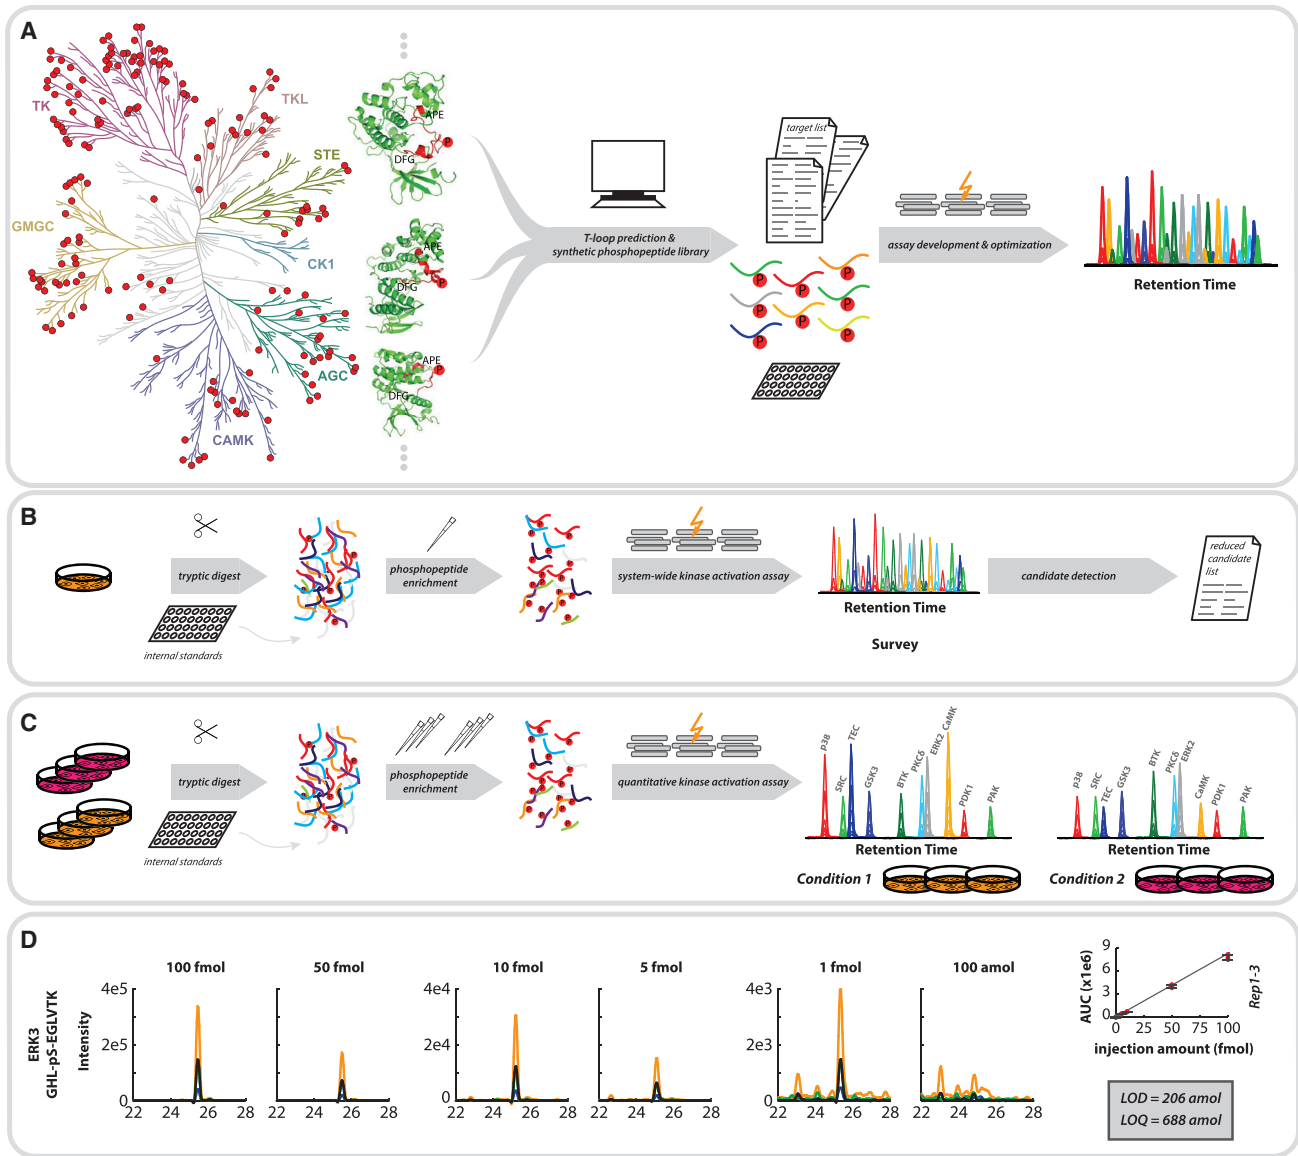 A
TK
TKL
STE
GMGC
CK1
AGC
CAMK
APE
P
DFG
APE
DFG
P
APE
P
DFG
T-loop prediction &
synthetic phosphopeptide library
target list
P
P
P
P
P
P
P
P
assay development & optimization
Retention Time
B
tryptic digest
internal standards
phosphopeptide
enrichment
system-wide kinase activation assay
Retention Time
Survey
candidate detection
reduced
candidate
list
C
tryptic digest
internal standards
phosphopeptide
enrichment
quantitative kinase activation assay
p38
SRC
TEC
GSK3
BTK
PKCδ
ERK2
CaMK
PDK1
PAK
Retention Time
Condition 1
p38
SRC
TEC
GSK3
BTK
PKCδ
ERK2
CaMK
PDK1
PAK
Retention Time
Condition 2
D
ERK3
GHL-pS-EGLVTK
Intensity
100 fmol
50 fmol
10 fmol
5 fmol
1 fmol
100 amol
4e5
2e5
0
22 24 26 28
22 24 26 28
4e4
2e4
0
22 24 26 28
22 24 26 28
4e3
2e3
0
22 24 26 28
22 24 26 28
AUC (x1e6)
9
6
3
0
0 25 50 75 100
injection amount (fmol)
Rep1-3
LOD = 206 amol
LOQ = 688 amol